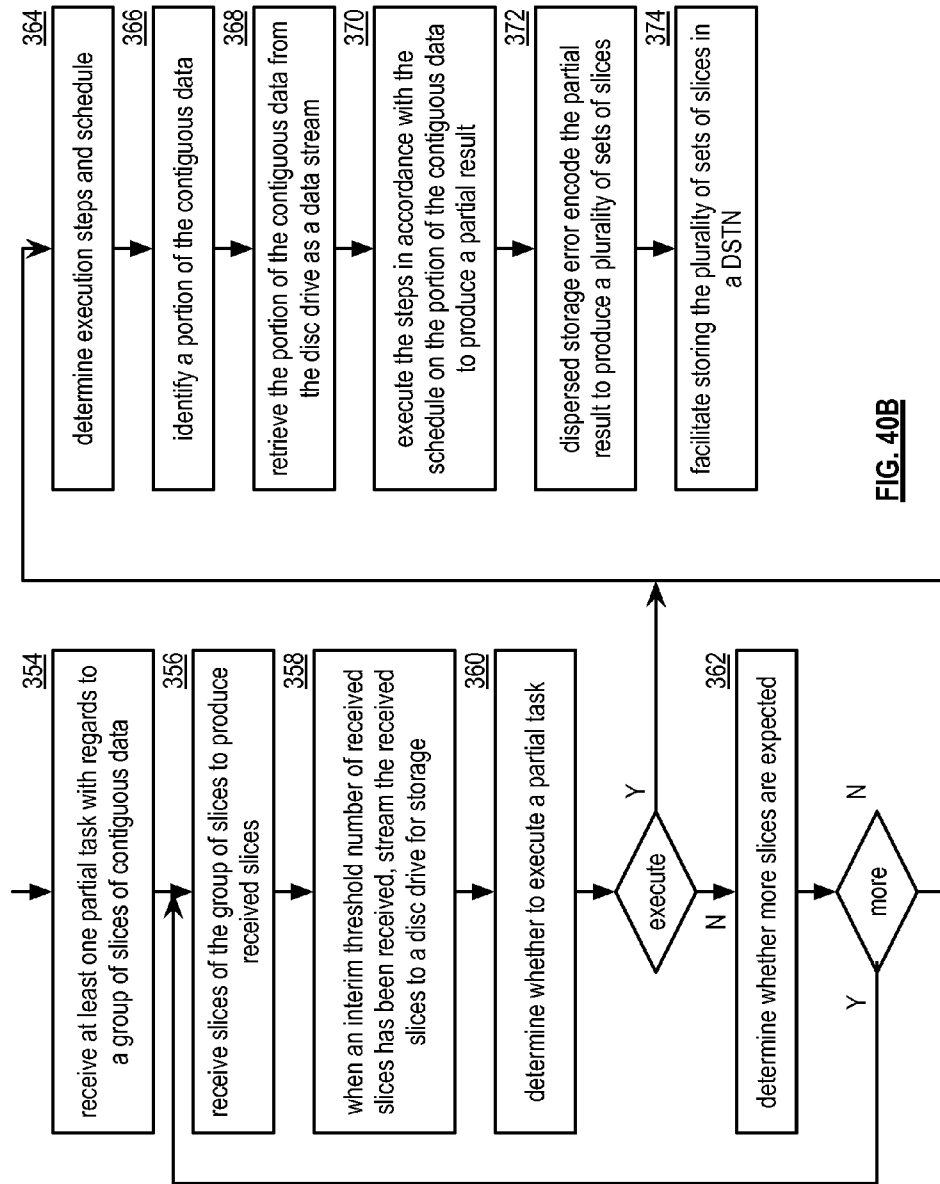 354
receive at least one partial task with regards to
a group of slices of contiguous data
356
receive slices of the group of slices to produce
received slices
358
when an interim threshold number of received
slices has been received, stream the received
slices to a disc drive for storage
360
determine whether to execute a partial task
execute
Y
N
362
determine whether more slices are expected
more
Y
N
364
determine execution steps and schedule
366
identify a portion of the contiguous data
368
retrieve the portion of the contiguous data from
the disc drive as a data stream
370
execute the steps in accordance with the
schedule on the portion of the contiguous data
to produce a partial result
372
dispersed storage error encode the partial
result to produce a plurality of sets of slices
374
facilitate storing the plurality of sets of slices in
a DSTN
FIG. 40B